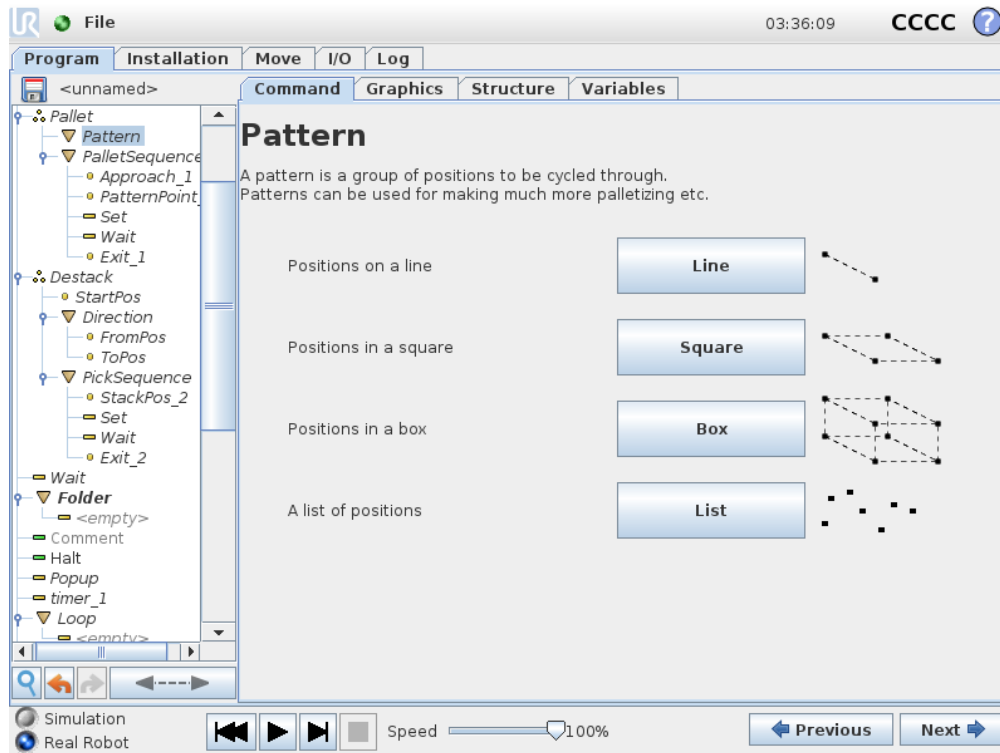 UR File 03:36:09 CCCC ?
Program Installation Move I/O Log
<unnamed>
Command Graphics Structure Variables
Pallet
Pattern
PalletSequence
Approach_1
PatternPoint_
Set
Wait
Exit_1
Destack
StartPos
Direction
FromPos
ToPos
PickSequence
StackPos_2
Set
Wait
Exit_2
Wait
Folder
<empty>
Comment
Halt
Popup
timer_1
Loop
<empty>
Pattern
A pattern is a group of positions to be cycled through.
Patterns can be used for making much more palletizing etc.
Positions on a line Line
Positions in a square Square
Positions in a box Box
A list of positions List
Simulation
Real Robot
Speed 100%
Previous Next